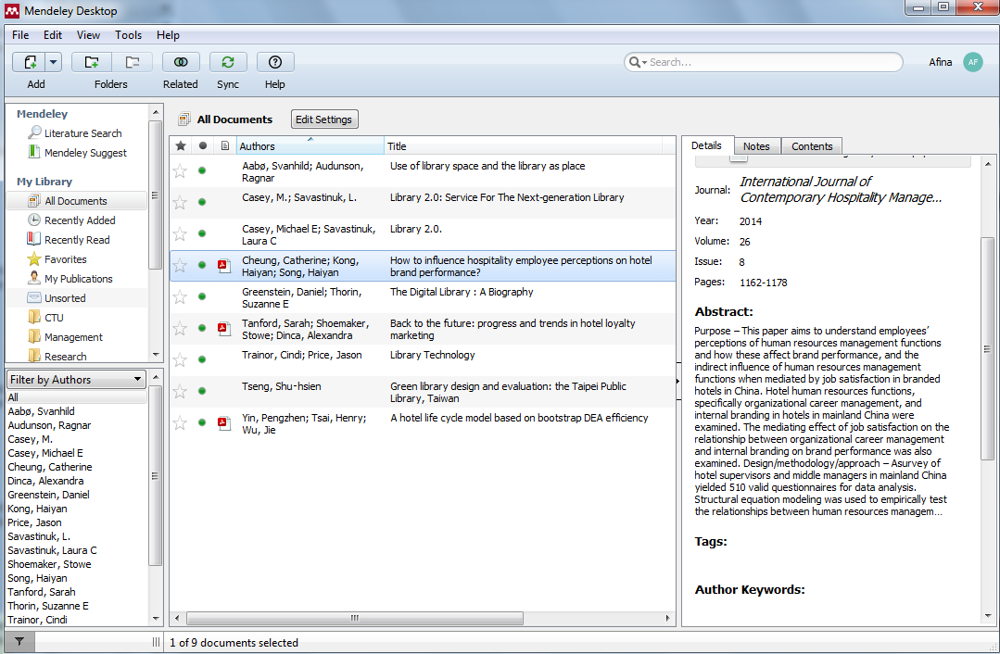 Mendeley Desktop
File Edit View Tools Help
Add Folders Related Sync Help
Search...
Afina AF
Mendeley
Literature Search
Mendeley Suggest
My Library
All Documents
Recently Added
Recently Read
Favorites
My Publications
Unsorted
CTU
Management
Research
Filter by Authors
All
Aabø, Svanhild
Audunson, Ragnar
Casey, M.
Casey, Michael E
Cheung, Catherine
Dinca, Alexandra
Greenstein, Daniel
Kong, Haiyan
Price, Jason
Savastinuk, L.
Savastinuk, Laura C
Shoemaker, Stowe
Song, Haiyan
Tanford, Sarah
Thorin, Suzanne E
Trainor, Cindi
All Documents Edit Settings
Authors Title
Aabø, Svanhild; Audunson, Use of library space and the library as place
Ragnar
Casey, M.; Savastinuk, L. Library 2.0: Service For The Next-generation Library
Casey, Michael E; Savastinuk, Library 2.0.
Laura C
Cheung, Catherine; Kong, How to influence hospitality employee perceptions on hotel
Haiyan; Song, Haiyan brand performance?
Greenstein, Daniel; Thorin, The Digital Library : A Biography
Suzanne E
Tanford, Sarah; Shoemaker, Back to the future: progress and trends in hotel loyalty
Stowe; Dinca, Alexandra marketing
Trainor, Cindi; Price, Jason Library Technology
Tseng, Shu-hsien Green library design and evaluation: the Taipei Public
Library, Taiwan
Yin, Pengzhen; Tsai, Henry; A hotel life cycle model based on bootstrap DEA efficiency
Wu, Jie
Details Notes Contents
Journal: International Journal of
Contemporary Hospitality Manage...
Year: 2014
Volume: 26
Issue: 8
Pages: 1162-1178
Abstract:
Purpose – This paper aims to understand employees’
perceptions of human resources management functions
and how these affect brand performance, and the
indirect influence of human resources management
functions when mediated by job satisfaction in branded
hotels in China. Hotel human resources functions,
specifically organizational career management, and
internal branding in hotels in mainland China were
examined. The mediating effect of job satisfaction on the
relationship between organizational career management
and internal branding on brand performance was also
examined. Design/methodology/approach – Asurvey of
hotel supervisors and middle managers in mainland China
yielded 510 valid questionnaires for data analysis.
Structural equation modeling was used to empirically test
the relationships between human resources managem...
Tags:
Author Keywords:
1 of 9 documents selected